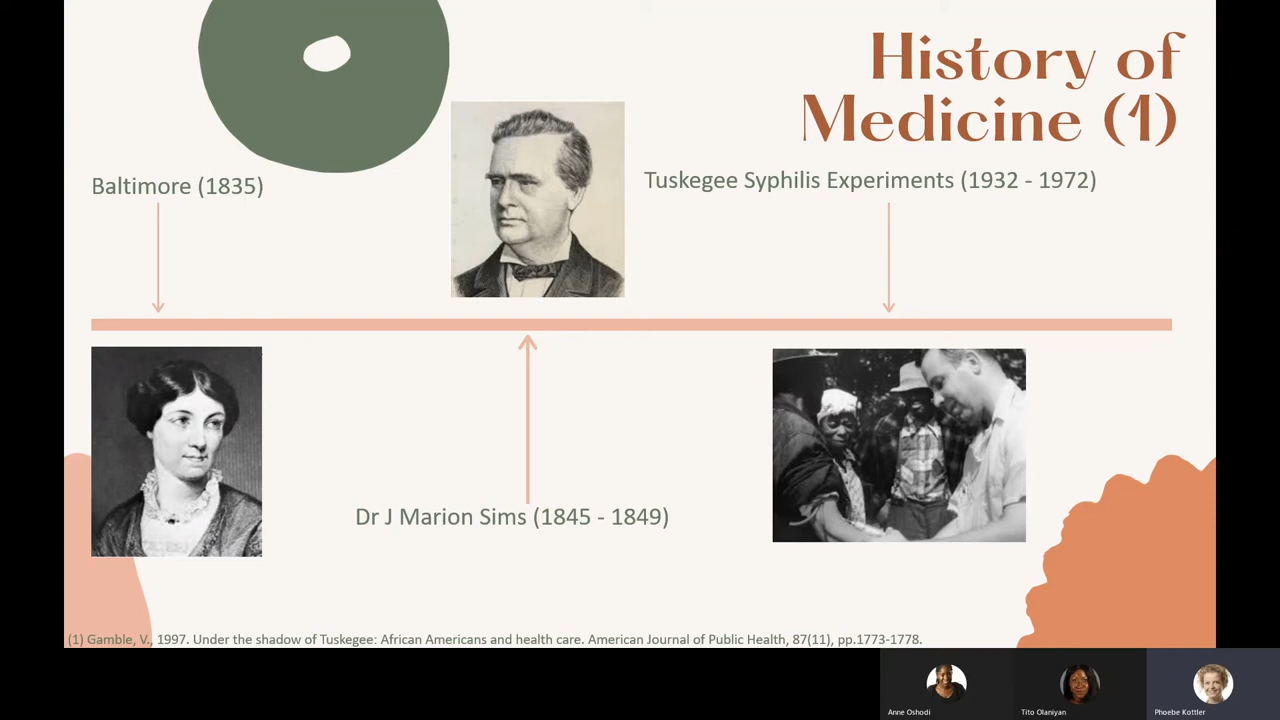 History of
Medicine (1)
Baltimore (1835)
Tuskegee Syphilis Experiments (1932 - 1972)
Dr J Marion Sims (1845 - 1849)
(1) Gamble, V., 1997. Under the shadow of Tuskegee: African Americans and health care. American Journal of Public Health, 87(11), pp.1773-1778.
Anne Oshodi
Tito Olaniyan
Phoebe Kottler